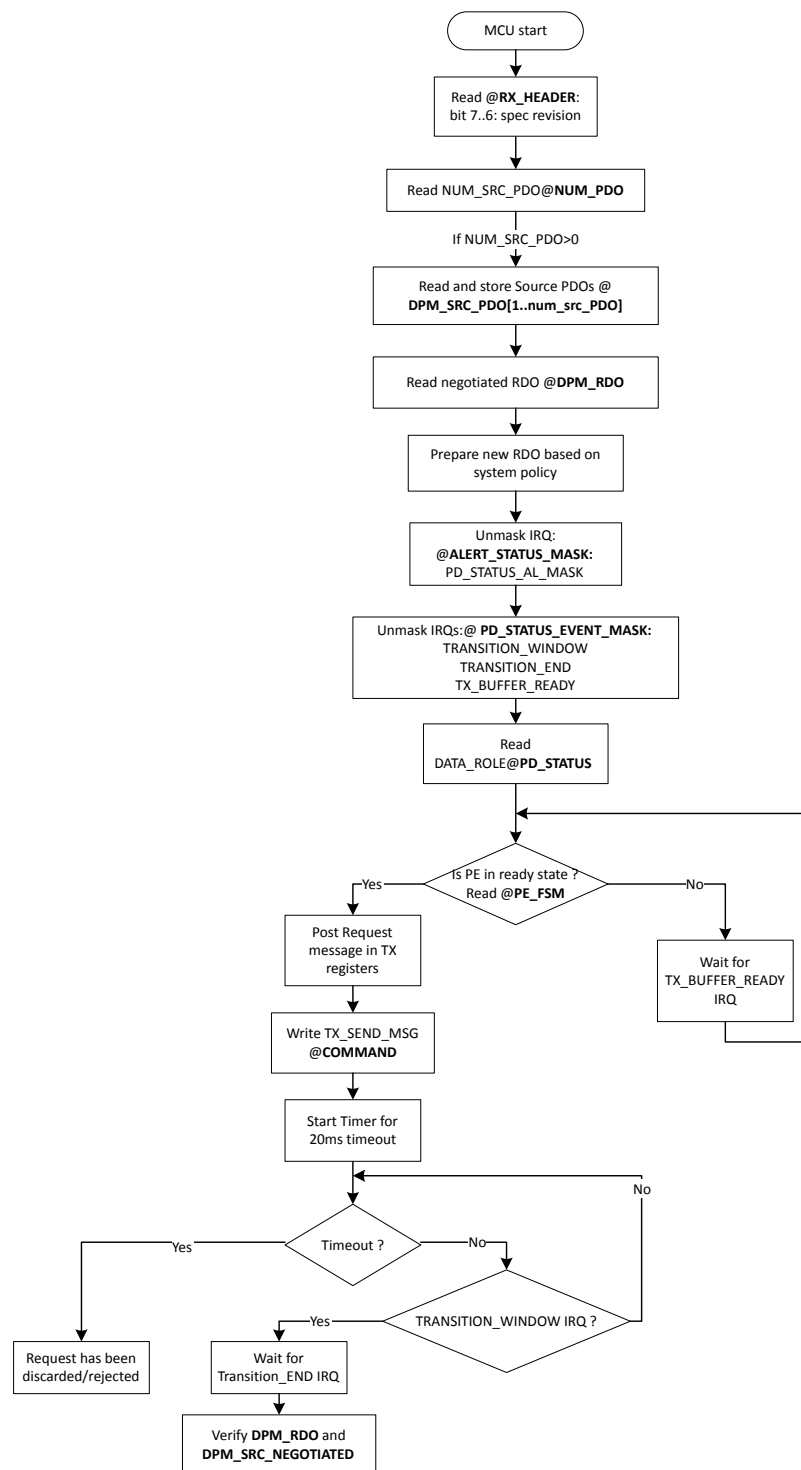 MCU start
Read @RX_HEADER:
bit 7..6: spec revision
Read NUM_SRC_PDO@NUM_PDO
If NUM_SRC_PDO>0
Read and store Source PDOs @
DPM_SRC_PDO[1..num_src_PDO]
Read negotiated RDO @DPM_RDO
Prepare new RDO based on
system policy
Unmask IRQ:
@ALERT_STATUS_MASK:
PD_STATUS_AL_MASK
Unmask IRQs:@ PD_STATUS_EVENT_MASK:
TRANSITION_WINDOW
TRANSITION_END
TX_BUFFER_READY
Read
DATA_ROLE@PD_STATUS
Is PE in ready state ?
Read @PE_FSM
Yes
No
Post Request
message in TX
registers
Wait for
TX_BUFFER_READY
IRQ
Write TX_SEND_MSG
@COMMAND
Start Timer for
20ms timeout
No
Timeout ?
Yes
No
TRANSITION_WINDOW IRQ ?
Yes
Request has been
discarded/rejected
Wait for
Transition_END IRQ
Verify DPM_RDO and
DPM_SRC_NEGOTIATED